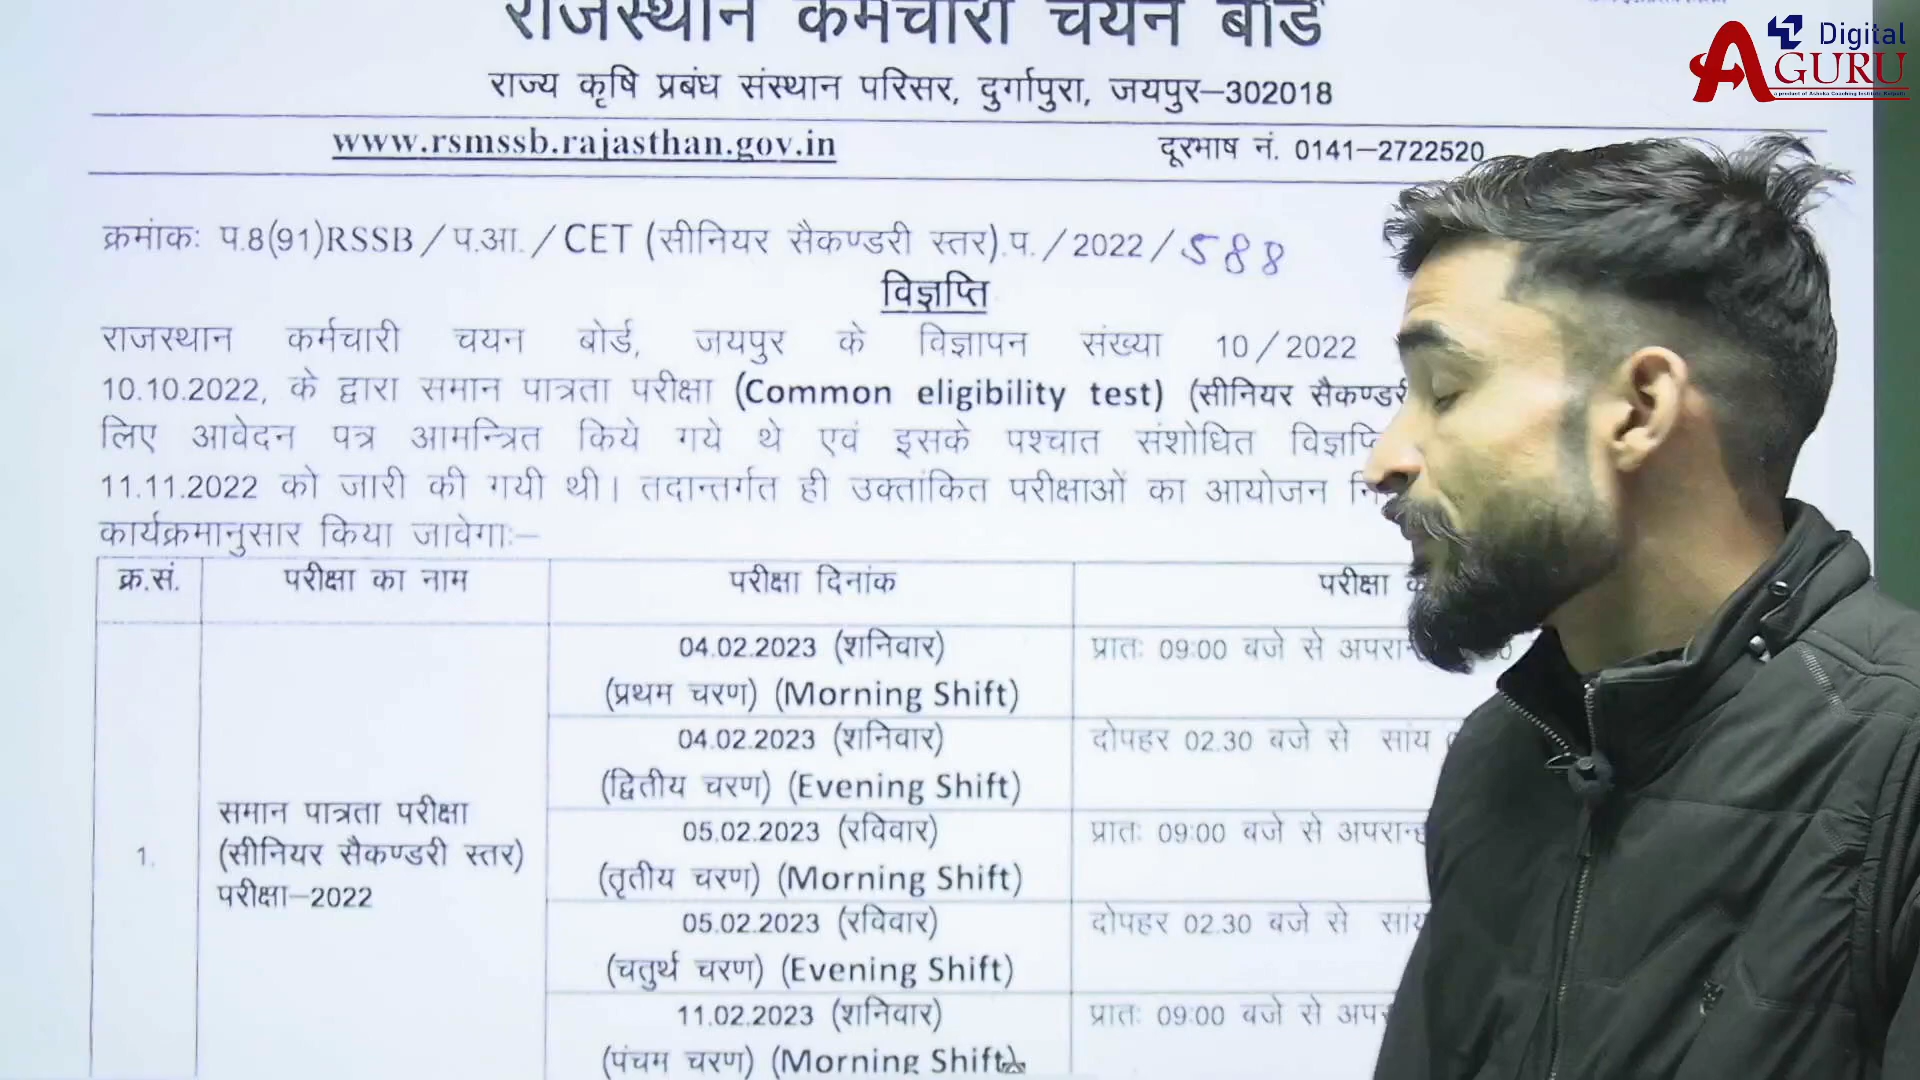 राजस्थान कर्मचारी चयन बोर्ड
Digital
GURU
राज्य कृषि प्रबंध संस्थान परिसर, दुर्गापुरा, जयपुर–302018
www.rsmssb.rajasthan.gov.in दूरभाष नं. 0141–2722520
क्रमांकः प.8(91)RSSB/प.आ./CET (सीनियर सैकण्डरी स्तर).प./2022/588
विज्ञप्ति
राजस्थान कर्मचारी चयन बोर्ड, जयपुर के विज्ञापन संख्या 10/2022
10.10.2022, के द्वारा समान पात्रता परीक्षा (Common eligibility test) (सीनियर
लिए आवेदन पत्र आमन्त्रित किये गये थे एवं इसके पश्चात संशोधित
11.11.2022 को जारी की गयी थी। तदान्तर्गत ही उक्तांकित परीक्षाओं का आयोजन
कार्यक्रमानुसार किया जावेगाः–
क्र.सं. परीक्षा का नाम परीक्षा दिनांक परीक्षा
04.02.2023 (शनिवार) प्रातः 09:00 बजे से
(प्रथम चरण) (Morning Shift)
04.02.2023 (शनिवार) दोपहर 02.30 बजे से सांय
(द्वितीय चरण) (Evening Shift)
1. समान पात्रता परीक्षा
(सीनियर सैकण्डरी स्तर)
परीक्षा–2022
05.02.2023 (रविवार) प्रातः 09:00 बजे से
(तृतीय चरण) (Morning Shift)
05.02.2023 (रविवार) दोपहर 02.30 बजे से
(चतुर्थ चरण) (Evening Shift)
11.02.2023 (शनिवार) प्रातः 09:00 बजे से
(पंचम चरण) (Morning Shift)